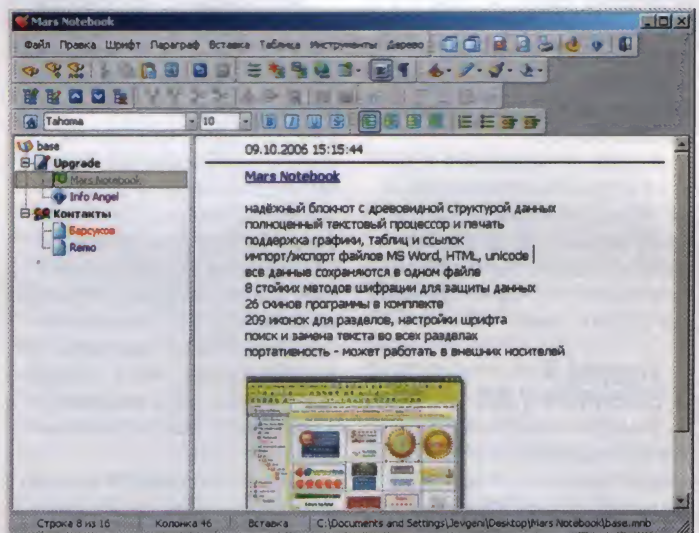 Mars Notebook
Файл Правка Шрифт Параграф Вставка Таблица Инструменты Дерево
Tahoma 10
base
Upgrade
Mars Notebook
Info Angel
Контакты
Барсуков
Remo
09.10.2006 15:15:44
Mars Notebook
надёжный блокнот с древовидной структурой данных
полноценный текстовый процессор и печать
поддержка графики, таблиц и ссылок
импорт/экспорт файлов MS Word, HTML, unicode
все данные сохраняются в одном файле
8 стойких методов шифрации для защиты данных
26 скинов программы в комплекте
209 иконок для разделов, настройки шрифта
поиск и замена текста во всех разделах
портативность - может работать в внешних носителей
Строка 8 из 16 Колонка 46 Вставка C:\Documents and Settings\Jevgeni\Desktop\Mars Notebook\base.mnb